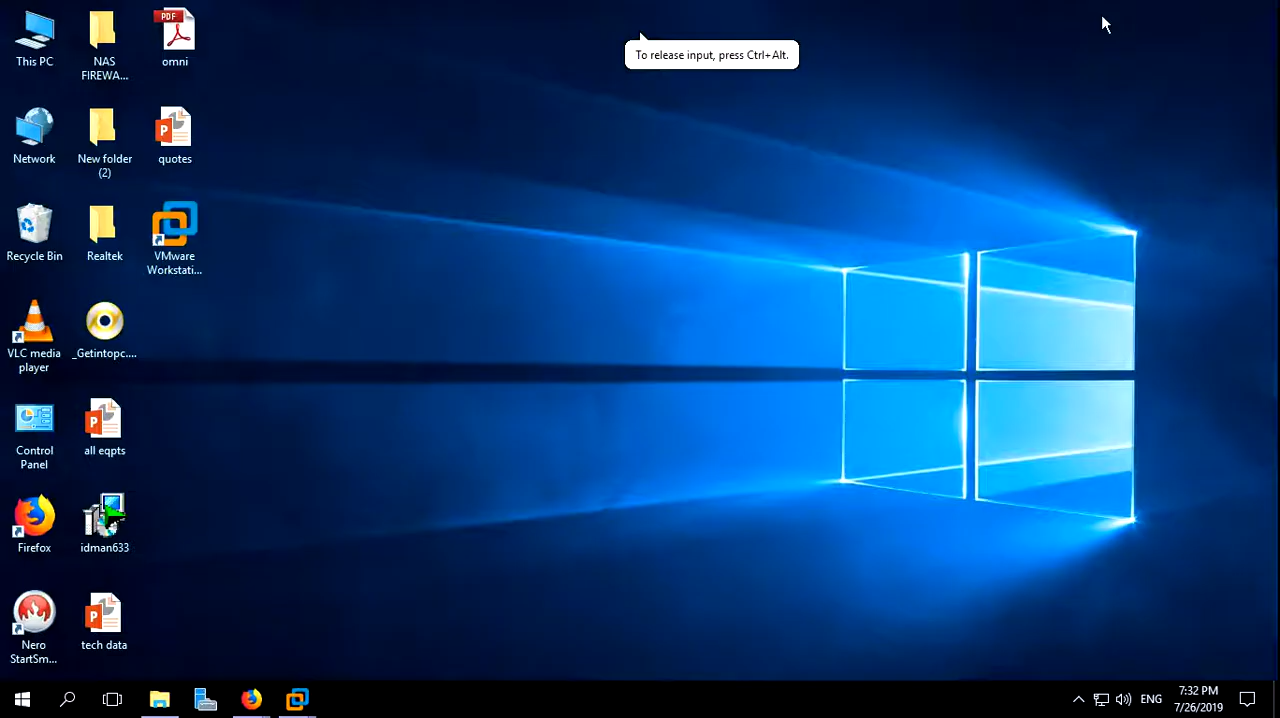 To release input, press Ctrl+Alt.
This PC
NAS
FIREWA...
PDF
omni
Network
New folder
(2)
P
quotes
Recycle Bin
Realtek
VMware
Workstati...
VLC media
player
_Getintopc....
Control
Panel
P
all eqpts
Firefox
idman633
Nero
StartSm...
P
tech data
ENG
7:32 PM
7/26/2019